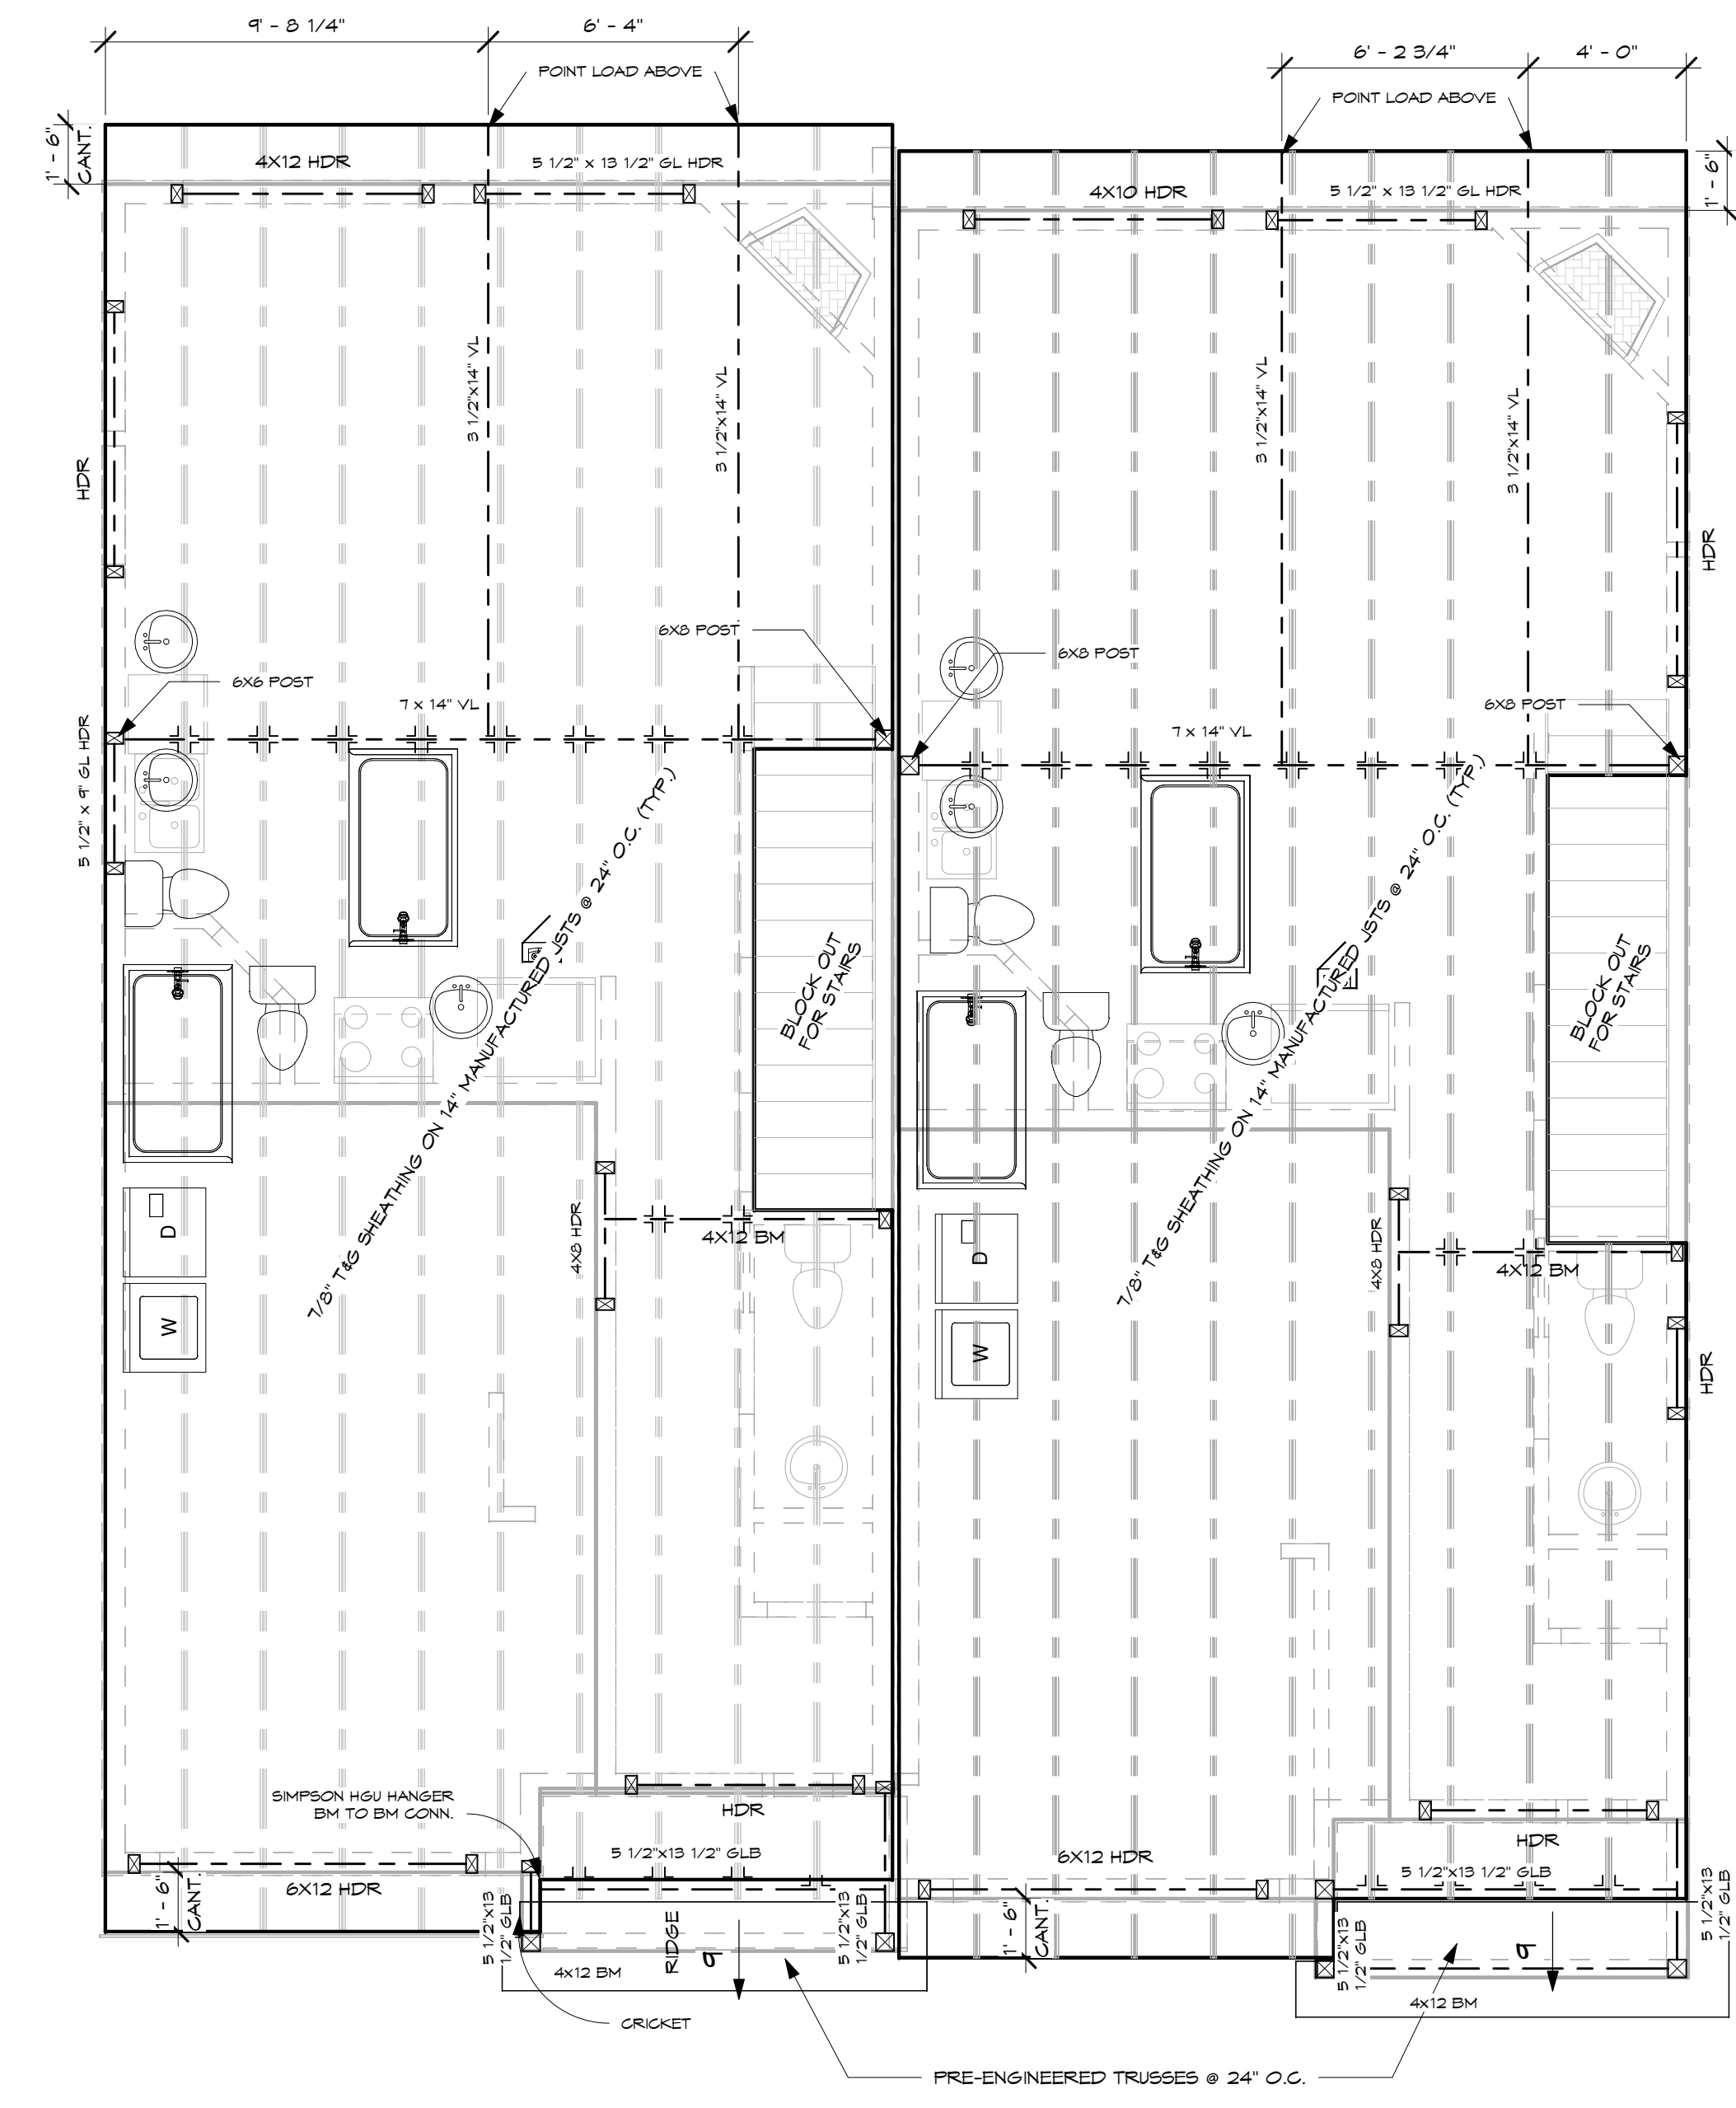 9' - 8 1/4"
6' - 4"
POINT LOAD ABOVE
6' - 2 3/4"
4' - 0"
POINT LOAD ABOVE
1' - 6"
CANT.
4X12 HDR
5 1/2" x 13 1/2" GL HDR
4X10 HDR
5 1/2" x 13 1/2" GL HDR
1' - 6"
3 1/2"x14" VL
3 1/2"x14" VL
3 1/2"x14" VL
3 1/2"x14" VL
HDR
HDR
6X8 POST
6X6 POST
7 x 14" VL
6X8 POST
6X8 POST
7 x 14" VL
5 1/2" x 9" GL HDR
7/8" T&G SHEATHING ON 14" MANUFACTURED JSTS @ 24" O.C. (TYP.)
7/8" T&G SHEATHING ON 14" MANUFACTURED JSTS @ 24" O.C. (TYP.)
BLOCK OUT
FOR STAIRS
BLOCK OUT
FOR STAIRS
D
W
D
W
4X8 HDR
4X12 BM
4X8 HDR
4X12 BM
HDR
SIMPSON HGU HANGER
BM TO BM CONN.
HDR
5 1/2"x13 1/2" GLB
6X12 HDR
1' - 6"
CANT.
5 1/2"x13
1/2" GLB
RIDGE
9
5 1/2"x13
1/2" GLB
4x12 BM
CRICKET
6X12 HDR
1' - 6"
CANT.
HDR
5 1/2"x13 1/2" GLB
5 1/2"x13
1/2" GLB
9
5 1/2"x13
1/2" GLB
4x12 BM
PRE-ENGINEERED TRUSSES @ 24" O.C.